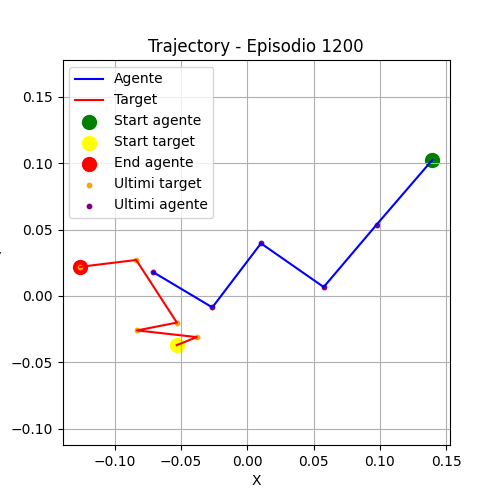 Trajectory - Episodio 1200
Agente
Target
Start agente
Start target
End agente
Ultimi target
Ultimi agente
0.15
0.10
0.05
0.00
−0.05
−0.10
−0.10
−0.05
0.00
0.05
0.10
0.15
X